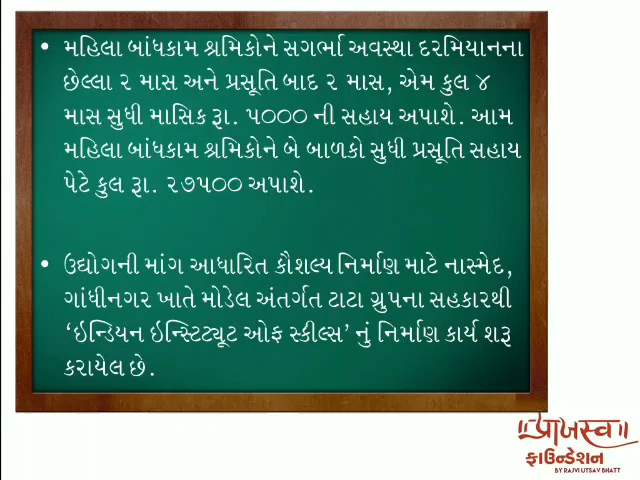 • મહિલા બાંધકામ શ્રમિકોને સગર્ભા અવસ્થા દરમિયાનના
છેલ્લા ૨ માસ અને પ્રસૂતિ બાદ ૨ માસ, એમ કુલ ૪
માસ સુધી માસિક રૂા. ૫૦૦૦ ની સહાય અપાશે. આમ
મહિલા બાંધકામ શ્રમિકોને બે બાળકો સુધી પ્રસૂતિ સહાય
પેટે કુલ રૂા. ૨૭૫૦૦ અપાશે.
• ઉદ્યોગની માંગ આધારિત કૌશલ્ય નિર્માણ માટે નાસ્મેદ,
ગાંધીનગર ખાતે મોડેલ અંતર્ગત ટાટા ગ્રુપના સહકારથી
‘ઇન્ડિયન ઇન્સ્ટિટ્યૂટ ઓફ સ્કીલ્સ’ નું નિર્માણ કાર્ય શરૂ
કરાયેલ છે.
॥પ્રાજસ્વ॥
ફાઉન્ડેશન
BY RAJVI UTSAV BHATT